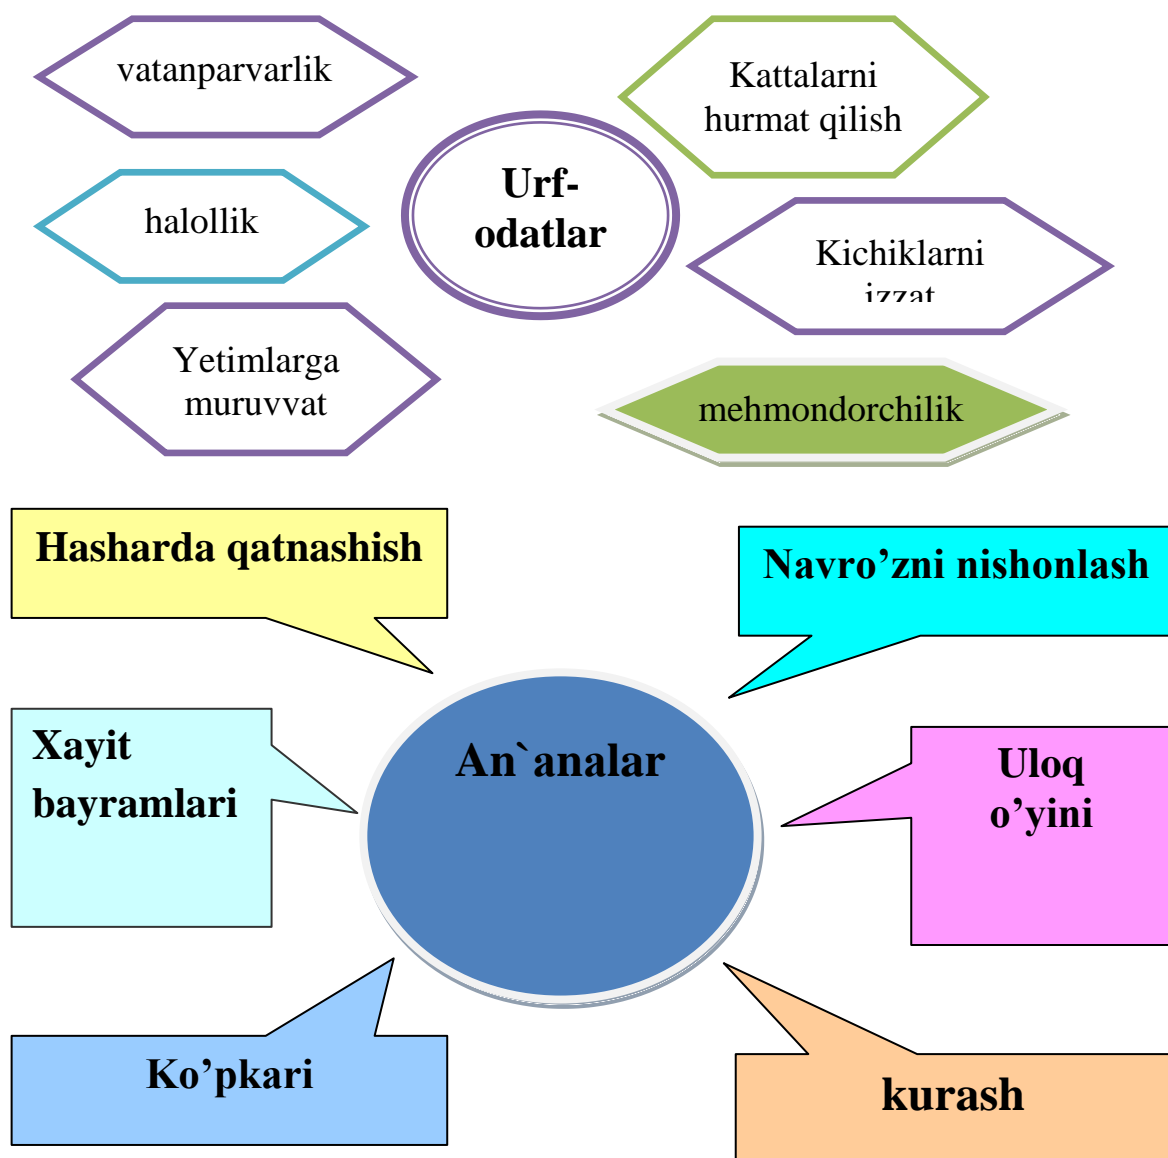 vatanparvarlik
Kattalarni
hurmat qilish
Urf-
odatlar
halollik
Kichiklarni
izzat
Yetimlarga
muruvvat
mehmondorchilik
Hasharda qatnashish
Navro’zni nishonlash
Xayit
bayramlari
An`analar
Uloq
o’yini
Ko’pkari
kurash